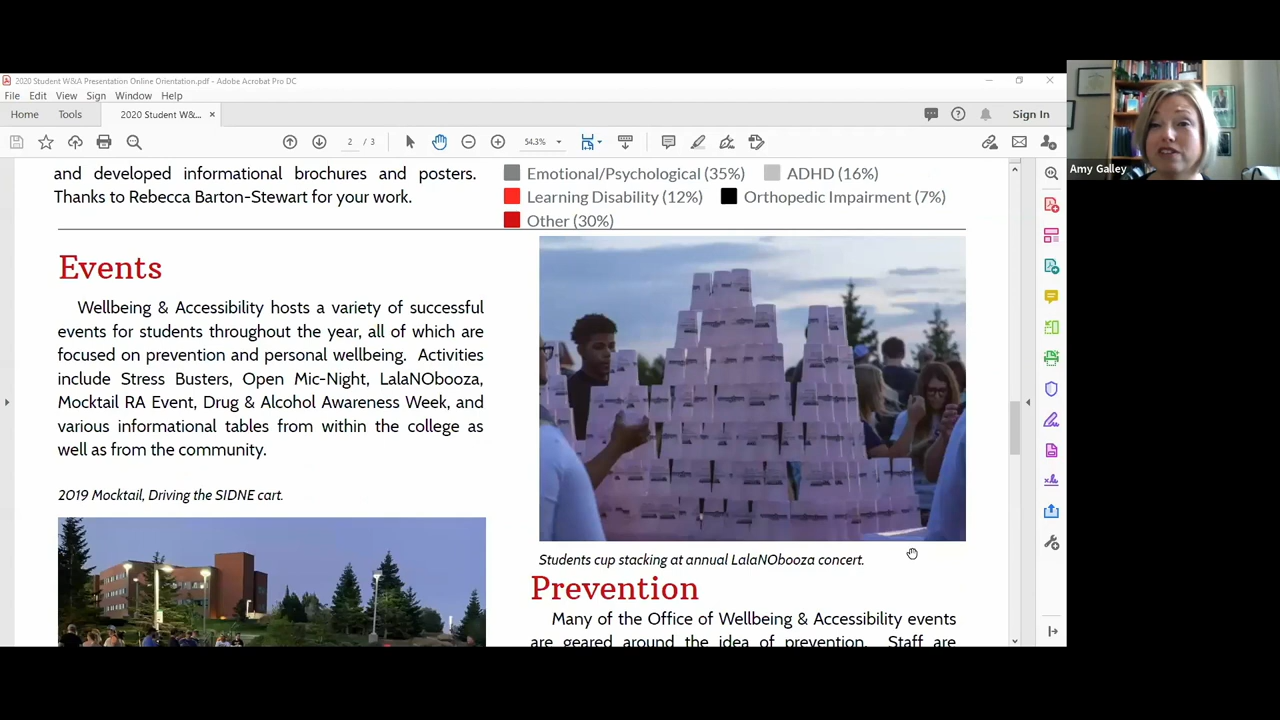 2020 Student W&A Presentation Online Orientation.pdf - Adobe Acrobat Pro DC
File Edit View Sign Window Help
Home Tools 2020 Student W&... × Sign In
2 / 3 54.3%
and developed informational brochures and posters.
Thanks to Rebecca Barton-Stewart for your work.
Emotional/Psychological (35%) ADHD (16%)
Learning Disability (12%) Orthopedic Impairment (7%)
Other (30%)
Events
Wellbeing & Accessibility hosts a variety of successful
events for students throughout the year, all of which are
focused on prevention and personal wellbeing. Activities
include Stress Busters, Open Mic-Night, LalaNObooza,
Mocktail RA Event, Drug & Alcohol Awareness Week, and
various informational tables from within the college as
well as from the community.
2019 Mocktail, Driving the SIDNE cart.
Students cup stacking at annual LalaNObooza concert.
Prevention
Many of the Office of Wellbeing & Accessibility events
are geared around the idea of prevention. Staff are
Amy Galley